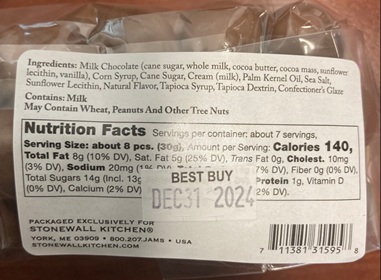 Ingredients: Milk Chocolate (cane sugar, whole milk, cocoa butter, cocoa mass, sunflower
lecithin, vanilla), Corn Syrup, Cane Sugar, Cream (milk), Palm Kernel Oil, Sea Salt,
Sunflower Lecithin, Natural Flavor, Tapioca Syrup, Tapioca Dextrin, Confectioner's Glaze
Contains: Milk
May Contain Wheat, Peanuts And Other Tree Nuts
Nutrition Facts Servings per container: about 7 servings,
Serving Size: about 8 pcs. (30g), Amount per Serving: Calories 140,
Total Fat 8g (10% DV), Sat. Fat 5g (25% DV), Trans Fat 0g, Cholest. 10mg
(3% DV), Sodium 20mg 7% DV), Fiber 0g (0% DV),
Total Sugars 14g (Incl. 13g Protein 1g, Vitamin D
(0% DV), Calcium (2% DV) 2% DV).
BEST BUY
DEC31 2024
PACKAGED EXCLUSIVELY FOR
STONEWALL KITCHEN®
YORK, ME 03909 • 800.207.JAMS • USA
STONEWALLKITCHEN.COM
7 11381 31595 8